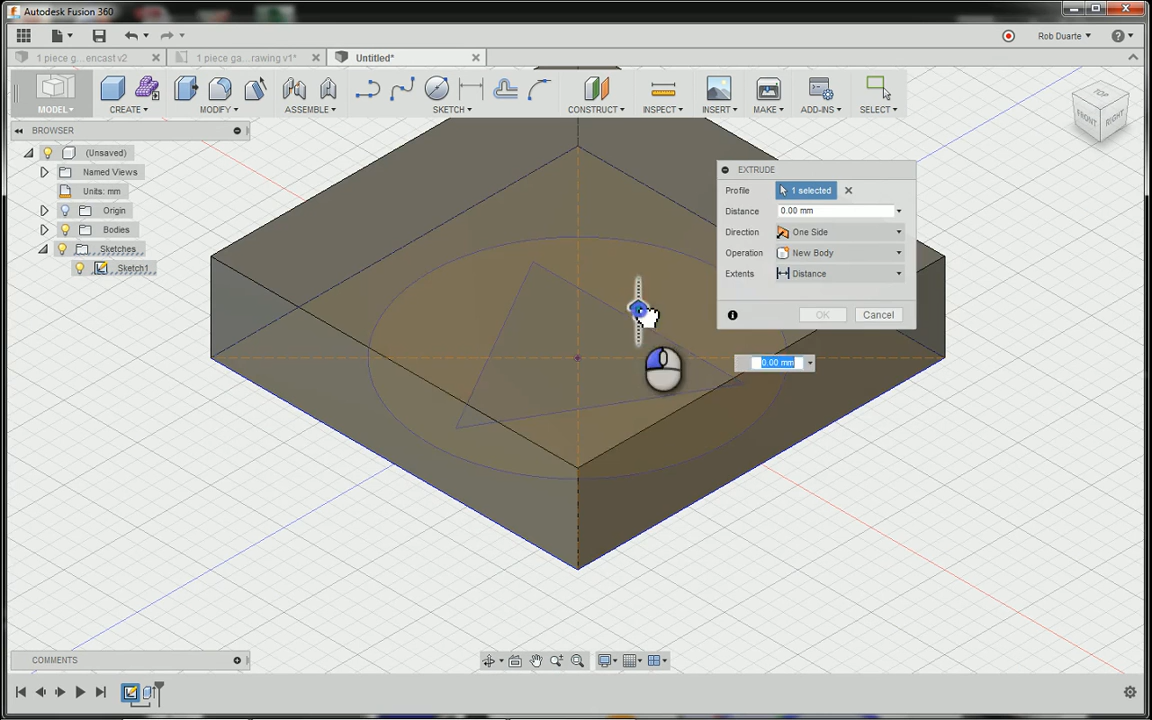 Autodesk Fusion 360
Rob Duarte
1 piece g...encast v2
1 piece ga...rawing v1*
Untitled*
MODEL
CREATE
MODIFY
ASSEMBLE
SKETCH
CONSTRUCT
INSPECT
INSERT
MAKE
ADD-INS
SELECT
TOP
FRONT
RIGHT
BROWSER
(Unsaved)
Named Views
Units: mm
Origin
Bodies
Sketches
Sketch1
EXTRUDE
Profile 1 selected
Distance 0.00 mm
Direction One Side
Operation New Body
Extents Distance
OK Cancel
0.00 mm
COMMENTS